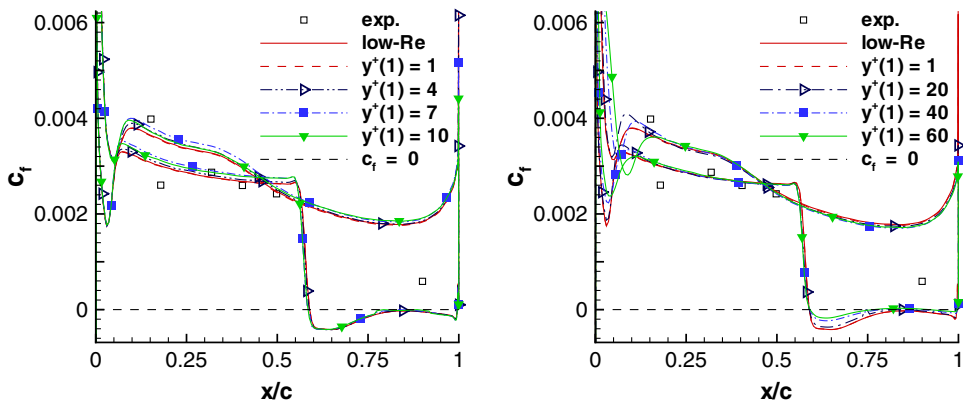 0.006
0.004
0.002
0
c_f
0
0.25
0.5
0.75
1
x/c
exp.
low-Re
y⁺(1) = 1
y⁺(1) = 4
y⁺(1) = 7
y⁺(1) = 10
c_f = 0
0.006
0.004
0.002
0
c_f
0
0.25
0.5
0.75
1
x/c
exp.
low-Re
y⁺(1) = 1
y⁺(1) = 20
y⁺(1) = 40
y⁺(1) = 60
c_f = 0